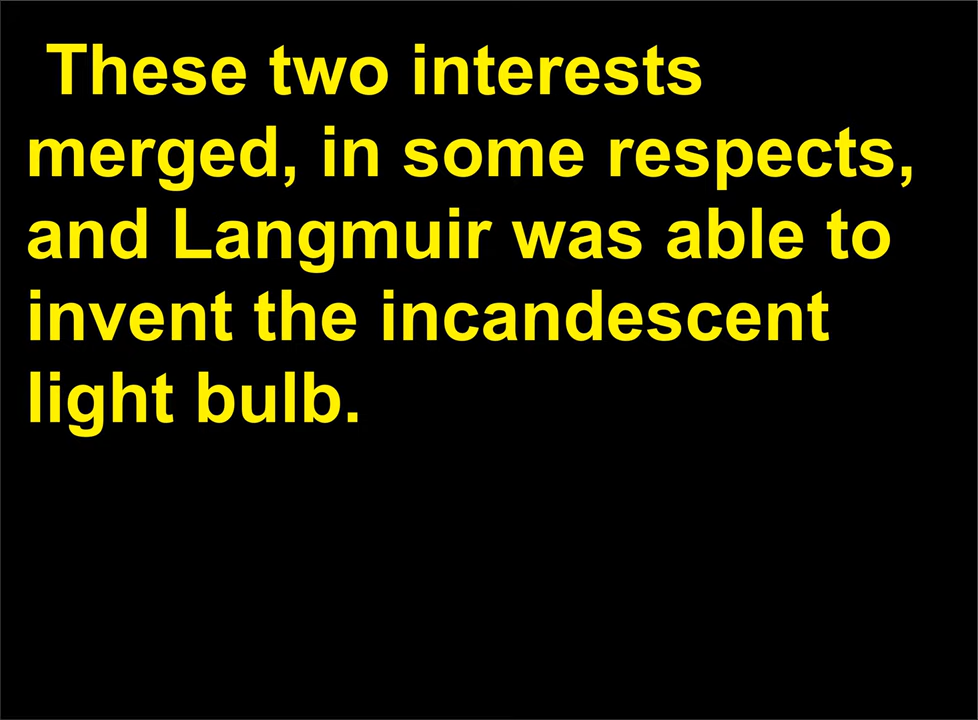 These two interests
merged, in some respects,
and Langmuir was able to
invent the incandescent
light bulb.